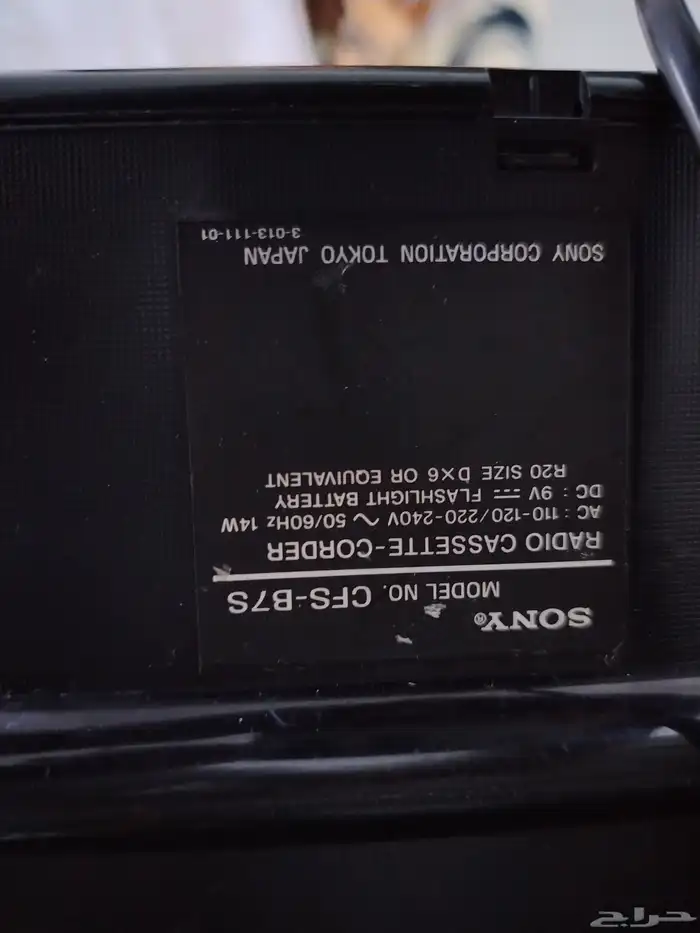 SONY®
MODEL NO. CFS-B7S
RADIO CASSETTE-CORDER
AC : 110-120/220-240V ~ 50/60Hz 14W
DC : 9V ⎓ FLASHLIGHT BATTERY
R20 SIZE D×6 OR EQUIVALENT
SONY CORPORATION TOKYO JAPAN
3-013-111-01
حراج